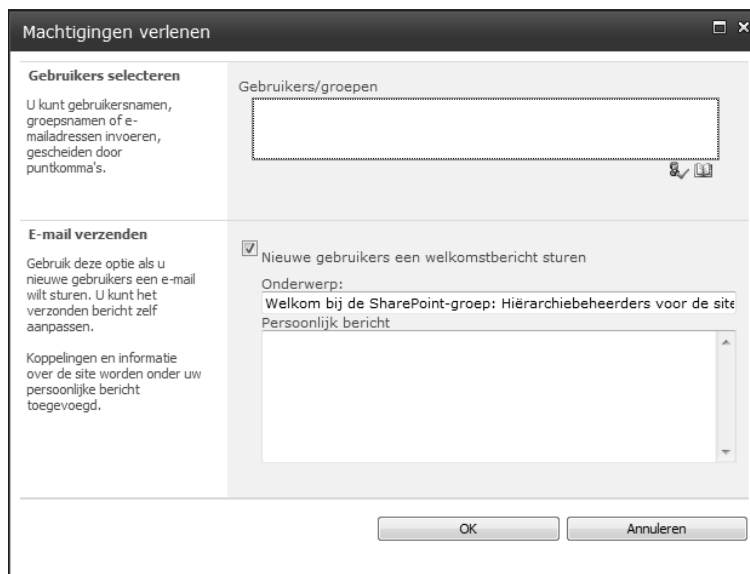 Machtigingen verlenen
Gebruikers selecteren
U kunt gebruikersnamen,
groepsnamen of e-
mailadressen invoeren,
gescheiden door
puntkomma's.
Gebruikers/groepen
E-mail verzenden
Gebruik deze optie als u
nieuwe gebruikers een e-mail
wilt sturen. U kunt het
verzonden bericht zelf
aanpassen.
Koppelingen en informatie
over de site worden onder uw
persoonlijke bericht
toegevoegd.
Nieuwe gebruikers een welkomstbericht sturen
Onderwerp:
Welkom bij de SharePoint-groep: Hiërarchiebeheerders voor de site
Persoonlijk bericht
OK
Annuleren